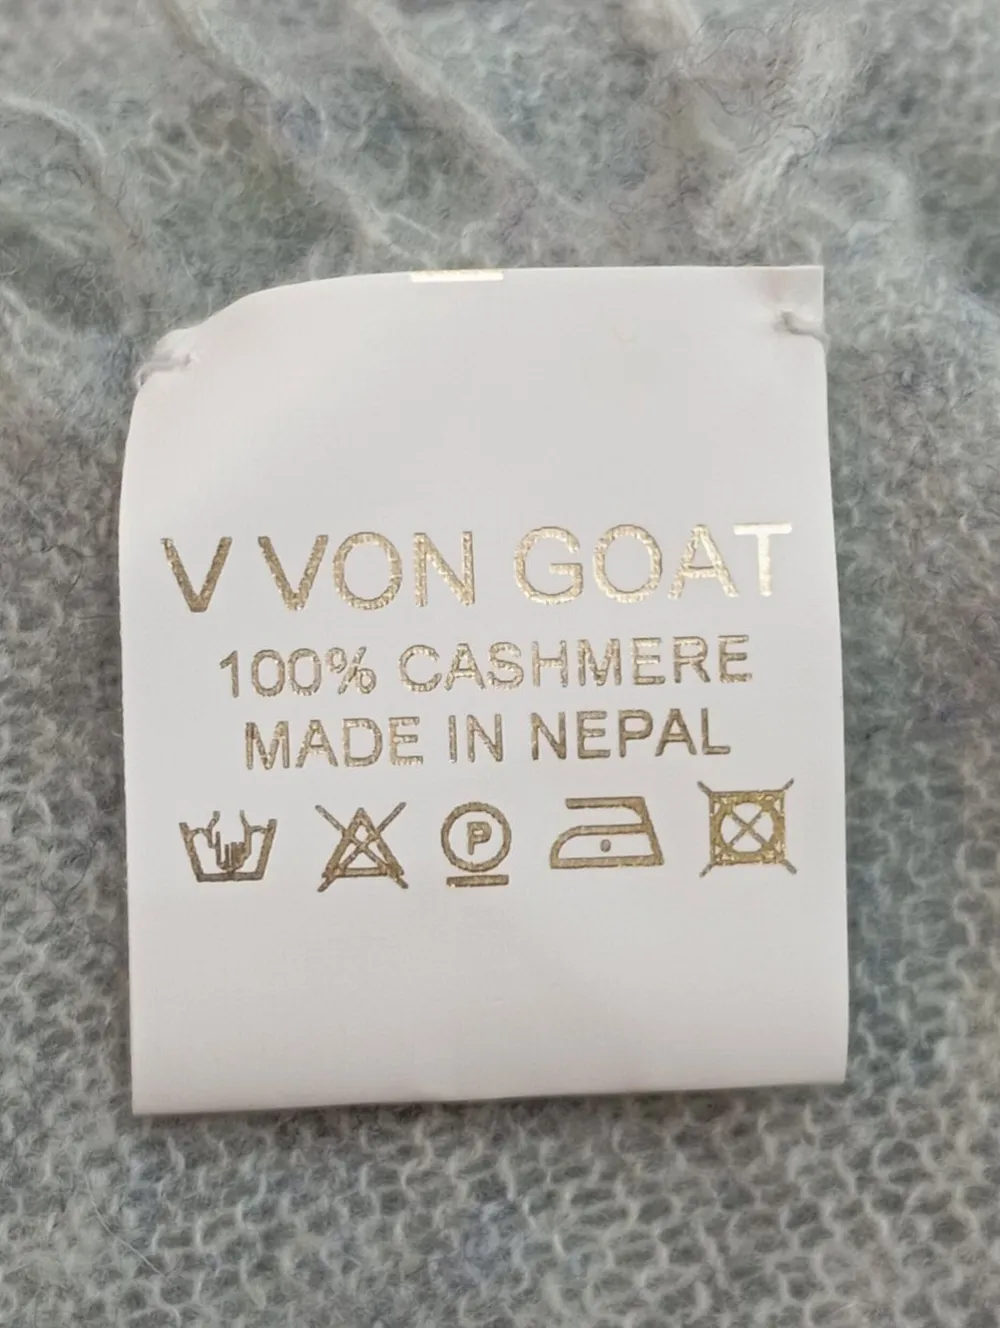 V VON GOAT
100% CASHMERE
MADE IN NEPAL
P